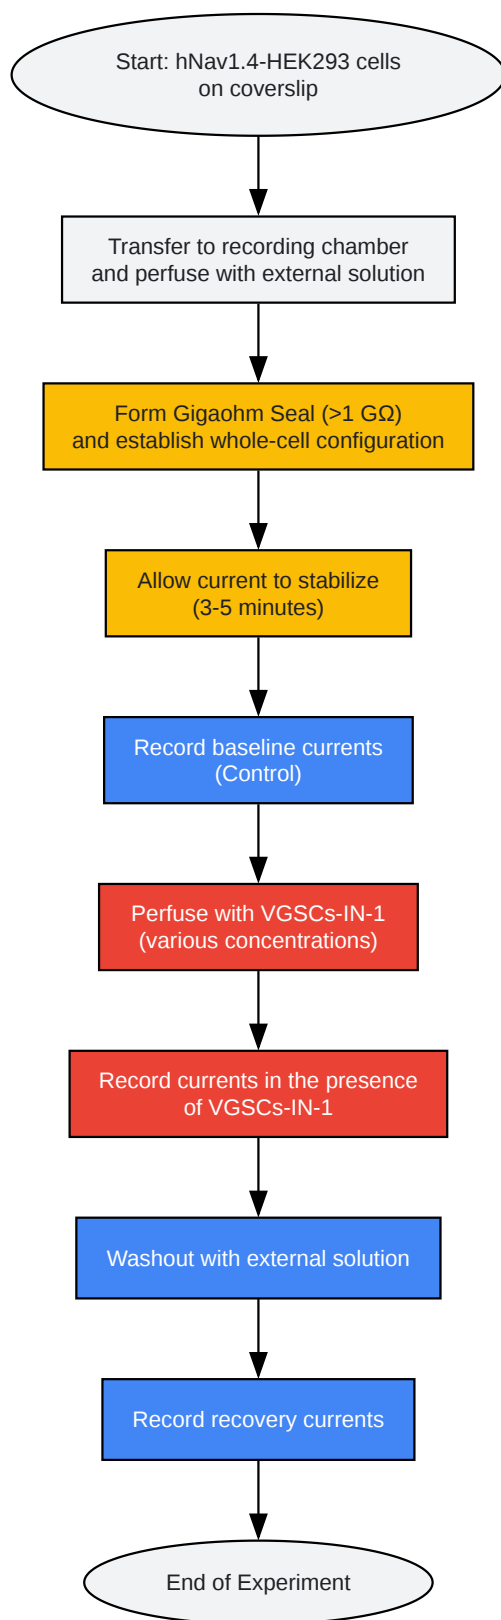 Start: hNav1.4-HEK293 cells
on coverslip
Transfer to recording chamber
and perfuse with external solution
Form Gigaohm Seal (>1 GΩ)
and establish whole-cell configuration
Allow current to stabilize
(3-5 minutes)
Record baseline currents
(Control)
Perfuse with VGSCs-IN-1
(various concentrations)
Record currents in the presence
of VGSCs-IN-1
Washout with external solution
Record recovery currents
End of Experiment